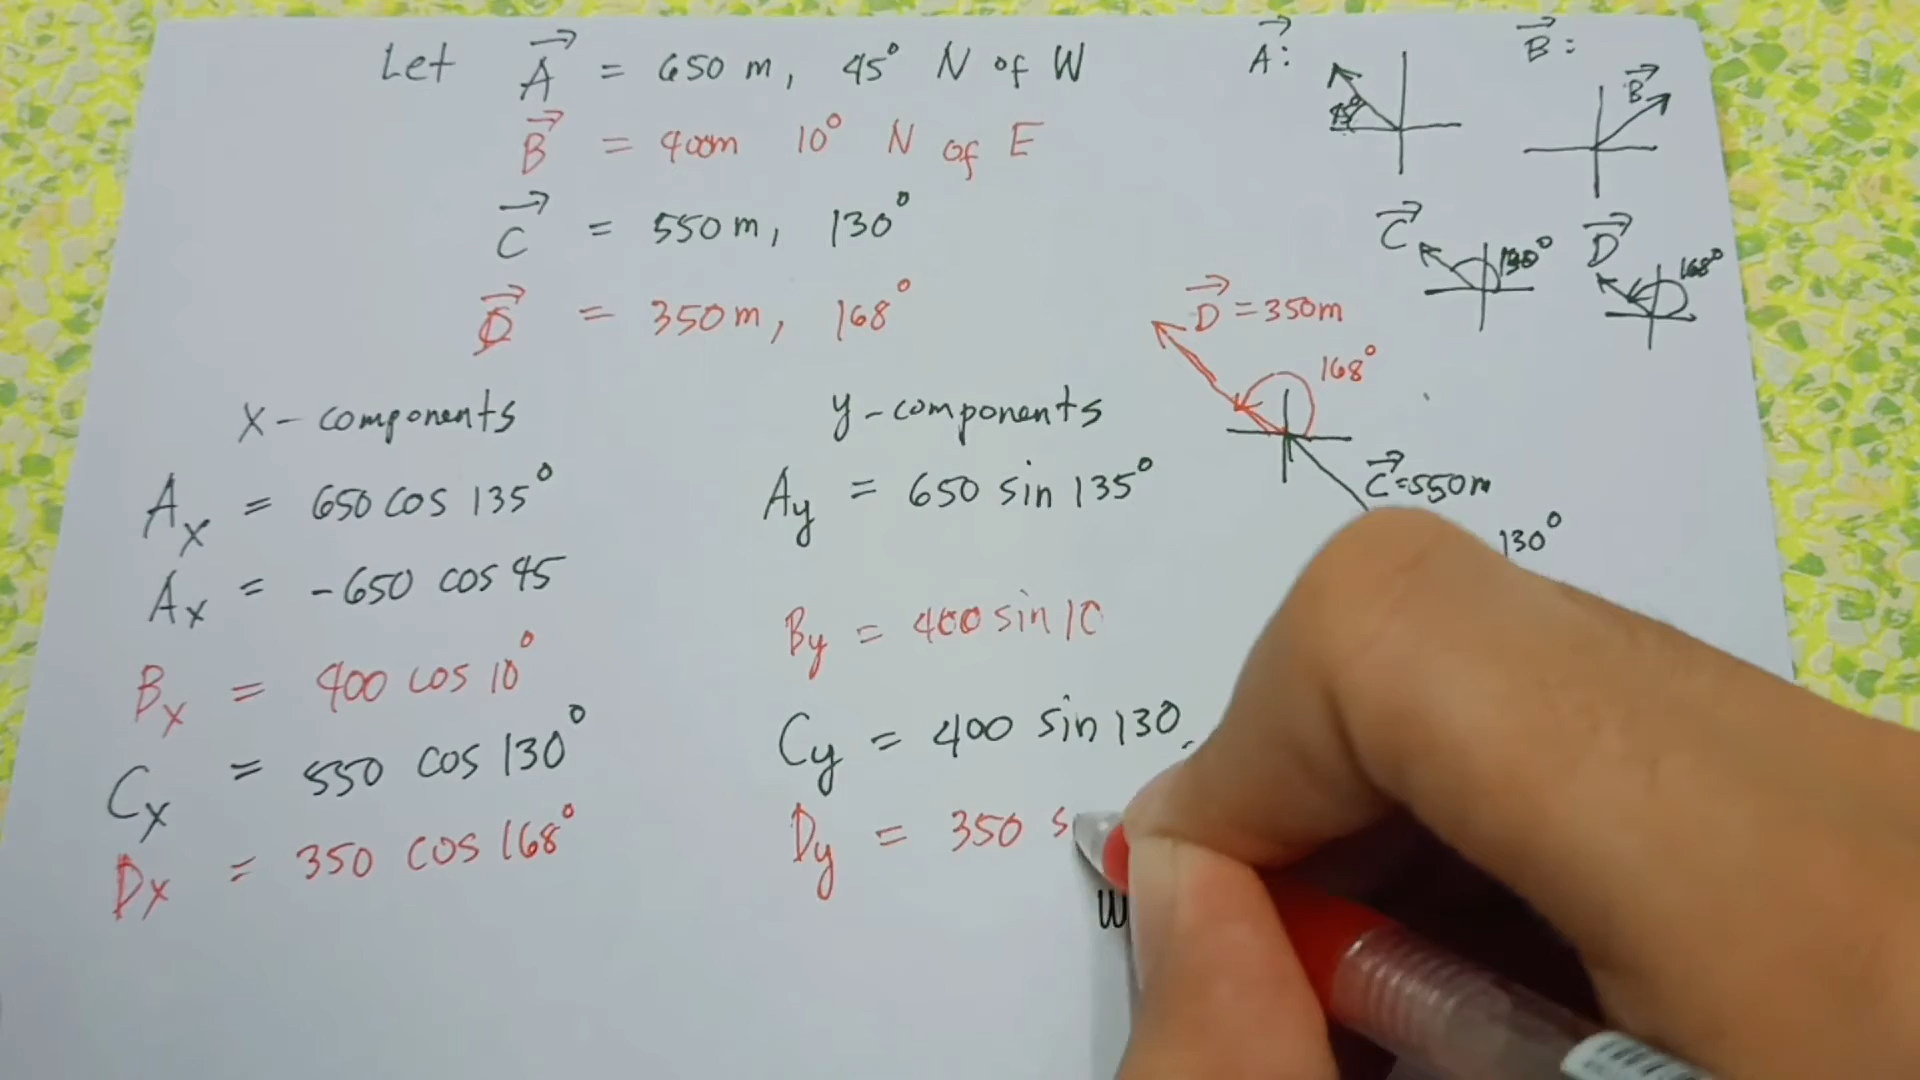 Let A = 650 m, 45° N of W
B = 400m 10° N of E
C = 550 m, 130°
D = 350 m, 168°
x - components
Ax = 650 cos 135°
Ax = -650 cos 45
Bx = 400 cos 10°
Cx = 550 cos 130°
Dx = 350 cos 168°
y - components
Ay = 650 sin 135°
By = 400 sin 10
Cy = 400 sin 130
Dy = 350 s
A:
45°
B:
B
C
130°
D
168°
D = 350m
168°
C = 550m
130°
W